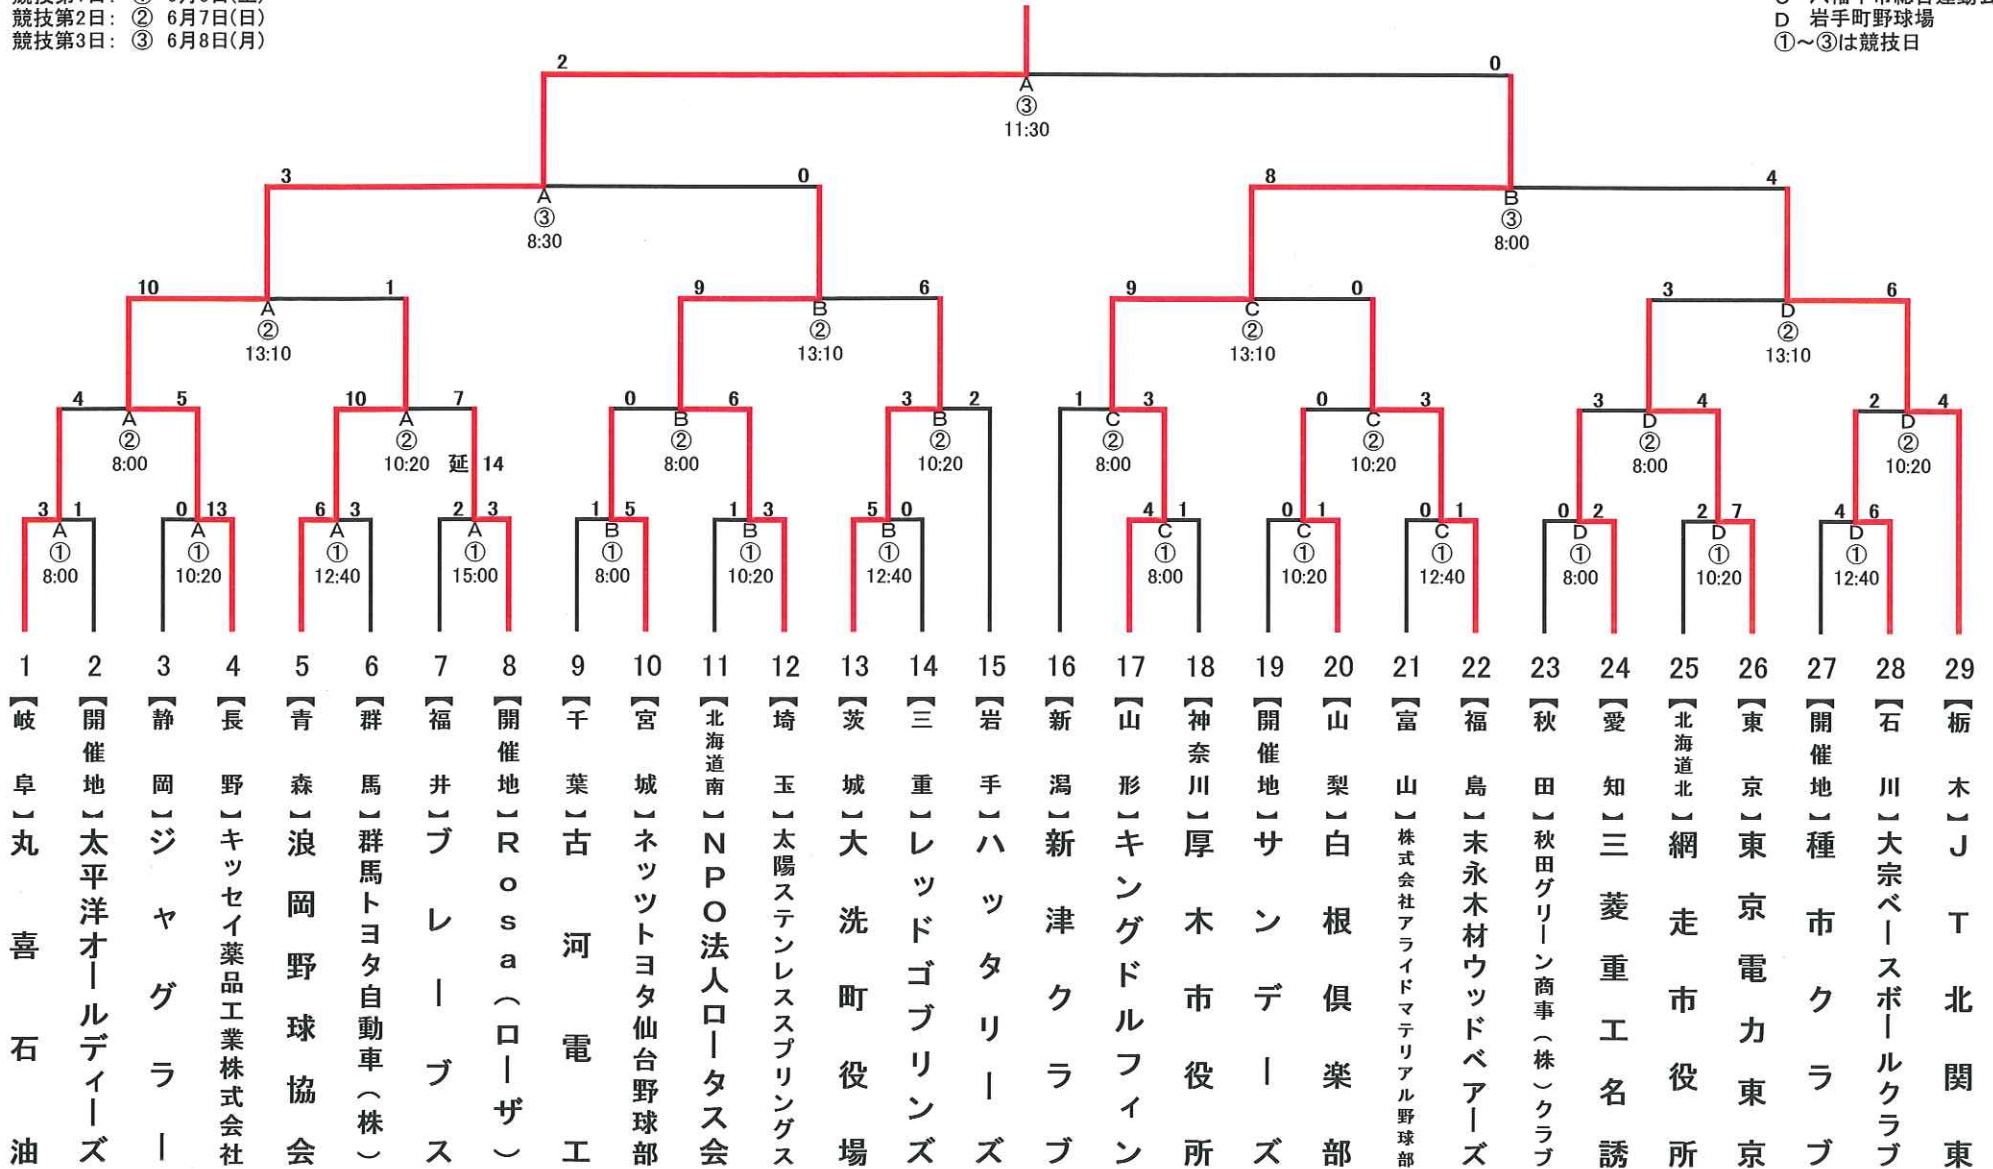 競技第2日： ② 6月7日(日)
競技第3日： ③ 6月8日(月)
D 岩手町野球場
①～③は競技日
2 0
A
③
11:30
3 0 8 4
A B
③ ③
8:30 8:00
10 1 9 6 9 0 3 6
A B C D
② ② ② ②
13:10 13:10 13:10 13:10
4 5 10 7 0 6 3 2 1 3 0 3 3 4 2 4
A A B B C C D D
② ② ② ② ② ② ② ②
8:00 10:20 延 14 8:00 10:20 8:00 10:20 8:00 10:20
3 1 0 13 6 3 2 3 1 5 1 3 5 0 4 1 0 1 0 1 0 2 2 7 4 6
A A A A B B B C C C D D D
① ① ① ① ① ① ① ① ① ① ① ① ①
8:00 10:20 12:40 15:00 8:00 10:20 12:40 8:00 10:20 12:40 8:00 10:20 12:40
1 2 3 4 5 6 7 8 9 10 11 12 13 14 15 16 17 18 19 20 21 22 23 24 25 26 27 28 29
【岐阜】丸喜石油
【開催地】太平洋オールディーズ
【静岡】ジャグラー
【長野】キッセイ薬品工業株式会社
【青森】浪岡野球協会
【群馬】群馬トヨタ自動車(株)
【福井】ブレーブス
【開催地】Rosa(ローザ)
【千葉】古河電工
【宮城】ネッツトヨタ仙台野球部
【北海道南】NPO法人ロータス会
【埼玉】太陽ステンレススプリングス
【茨城】大洗町役場
【三重】レッドゴブリンズ
【岩手】ハッタリーズ
【新潟】新津クラブ
【山形】キングドルフィン
【神奈川】厚木市役所
【開催地】サンデーズ
【山梨】白根倶楽部
【富山】株式会社アライドマテリアル野球部
【福島】末永木材ウッドベアーズ
【秋田】秋田グリーン商事(株)クラブ
【愛知】三菱重工名誘
【北海道北】網走市役所
【東京】東京電力東京
【開催地】種市クラブ
【石川】大宗ベースボールクラブ
【栃木】JT北関東